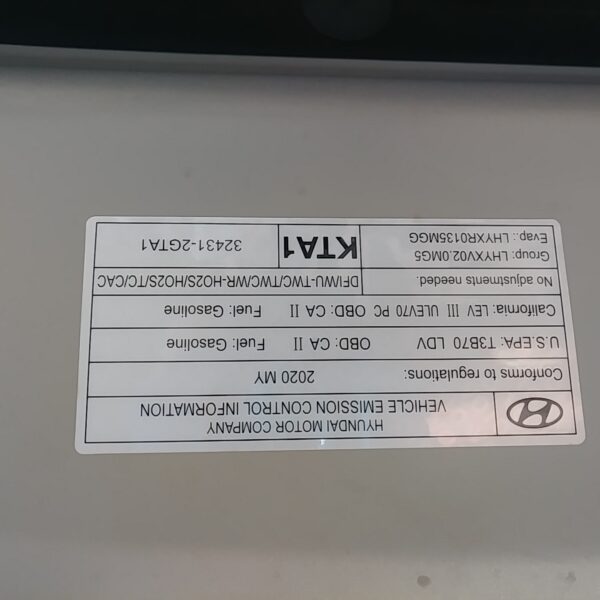 HYUNDAI MOTOR COMPANY
VEHICLE EMISSION CONTROL INFORMATION
Conforms to regulations: 2020 MY
U.S.EPA: T3B70 LDV OBD: CA II Fuel: Gasoline
California: LEV III ULEV70 PC OBD: CA II Fuel: Gasoline
No adjustments needed. DFI/WU-TWC/TWC/WR-HO2S/HO2S/TC/CAC
Group: LHYXV02.0MG5
Evap.: LHYXR0135MGG
KTA1
32431-2GTA1